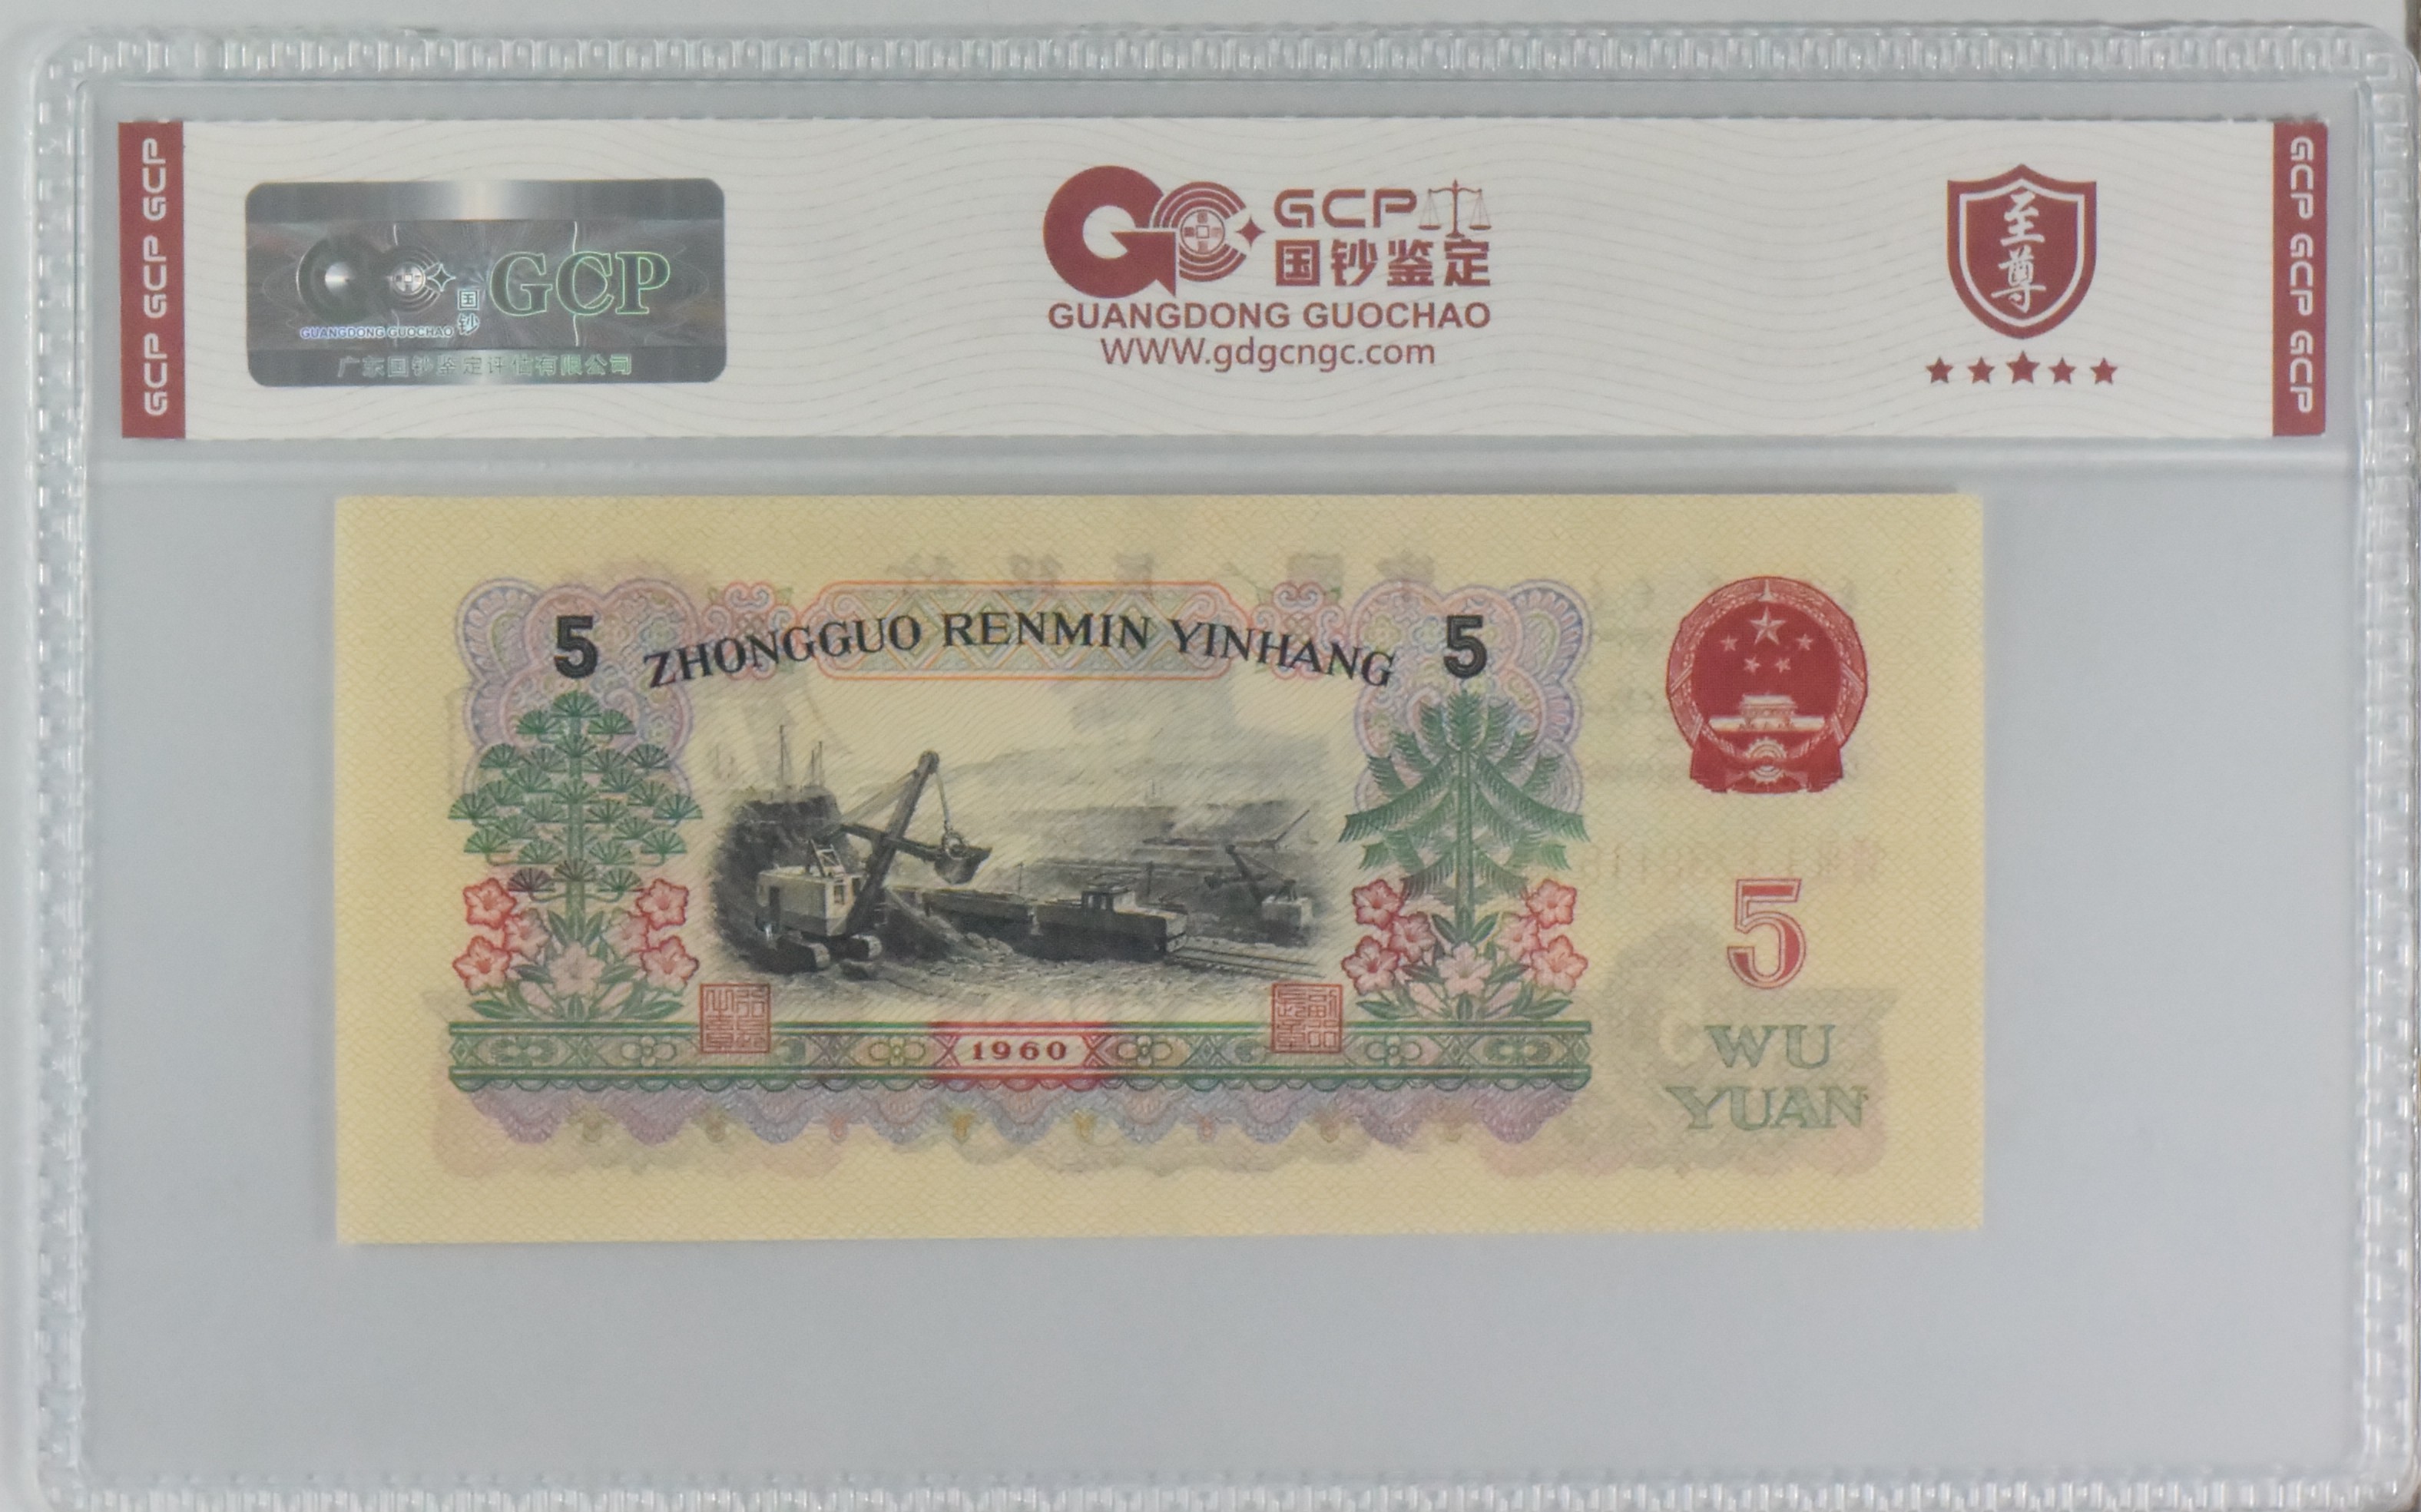 GCP GCP GCP
GCP
国钞
GUANGDONG GUOCHAO
广东国钞鉴定评估有限公司
GCP
国钞鉴定
GUANGDONG GUOCHAO
WWW.gdgcngc.com
至尊
GCP GCP GCP
5 ZHONGGUO RENMIN YINHANG 5
5
WU
YUAN
1960